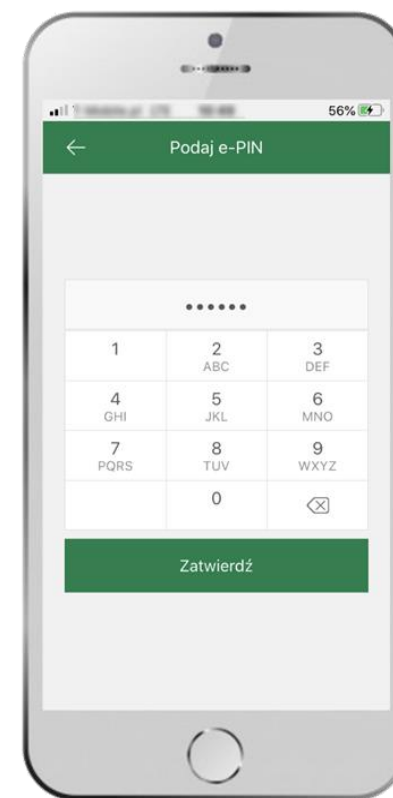 56%
Podaj e-PIN
••••••
1 2 3
ABC DEF
4 5 6
GHI JKL MNO
7 8 9
PQRS TUV WXYZ
0
Zatwierdź